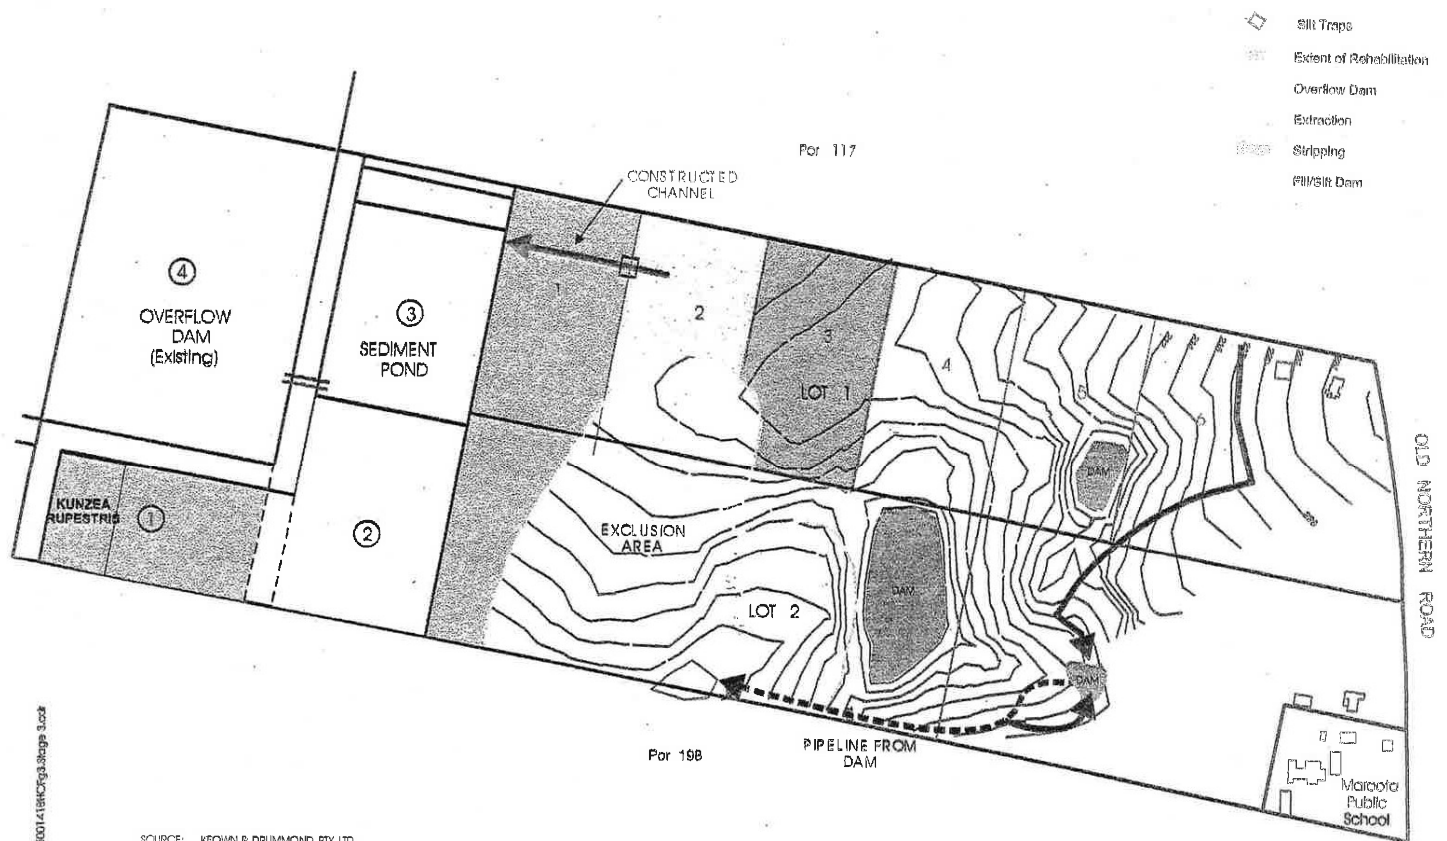 Silt Traps
Extent of Rehabilitation
Overflow Dam
Extraction
Stripping
Fill/Silt Dam
Por 117
CONSTRUCTED
CHANNEL
4
OVERFLOW
DAM
(Existing)
3
SEDIMENT
POND
1
2
3
LOT 1
4
5
6
DAM
KUNZEA
RUPESTRIS
1
2
EXCLUSION
AREA
DAM
LOT 2
DAM
PIPELINE FROM
DAM
Por 198
OLD NORTHERN ROAD
Maroota
Public
School
SOURCE: KEOWN & DRUMMOND PTY LTD